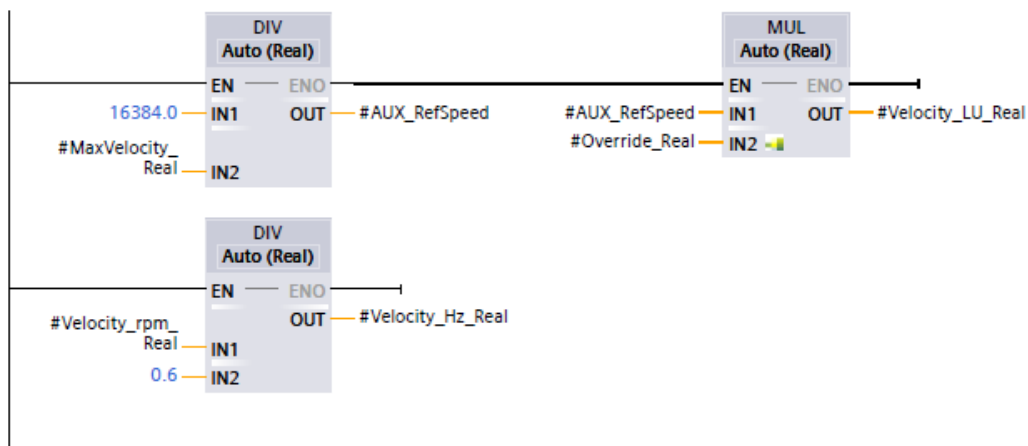 DIV
Auto (Real)
MUL
Auto (Real)
EN ENO
EN ENO
16384.0 IN1 OUT #AUX_RefSpeed
#AUX_RefSpeed IN1 OUT #Velocity_LU_Real
#MaxVelocity_
Real IN2
#Override_Real IN2
DIV
Auto (Real)
EN ENO
OUT #Velocity_Hz_Real
#Velocity_rpm_
Real IN1
0.6 IN2